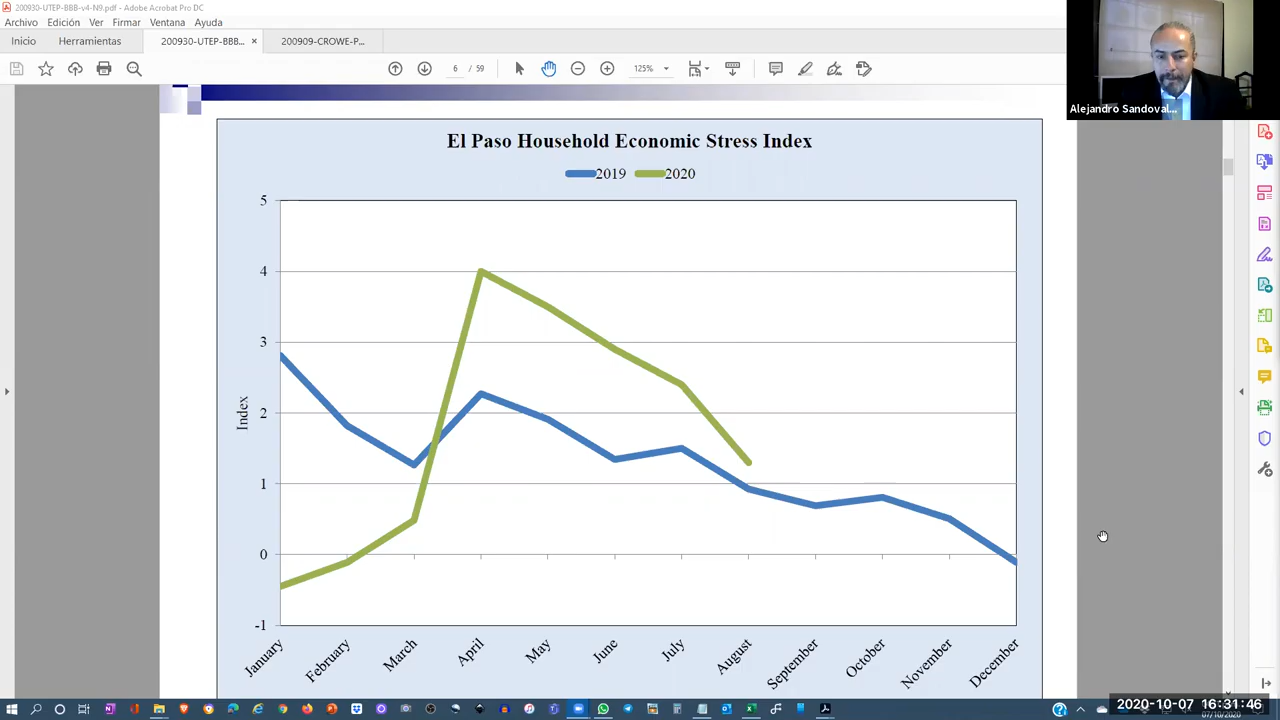 200930-UTEP-BBB-v4-N9.pdf - Adobe Acrobat Pro DC
Archivo Edición Ver Firmar Ventana Ayuda
Inicio Herramientas 200930-UTEP-BBB... × 200909-CROWE-P...
6 / 59 125%
Alejandro Sandoval...
El Paso Household Economic Stress Index
2019 2020
5
4
3
2
1
0
-1
Index
January February March April May June July August September October November December
2020-10-07 16:31:46
07/10/2020